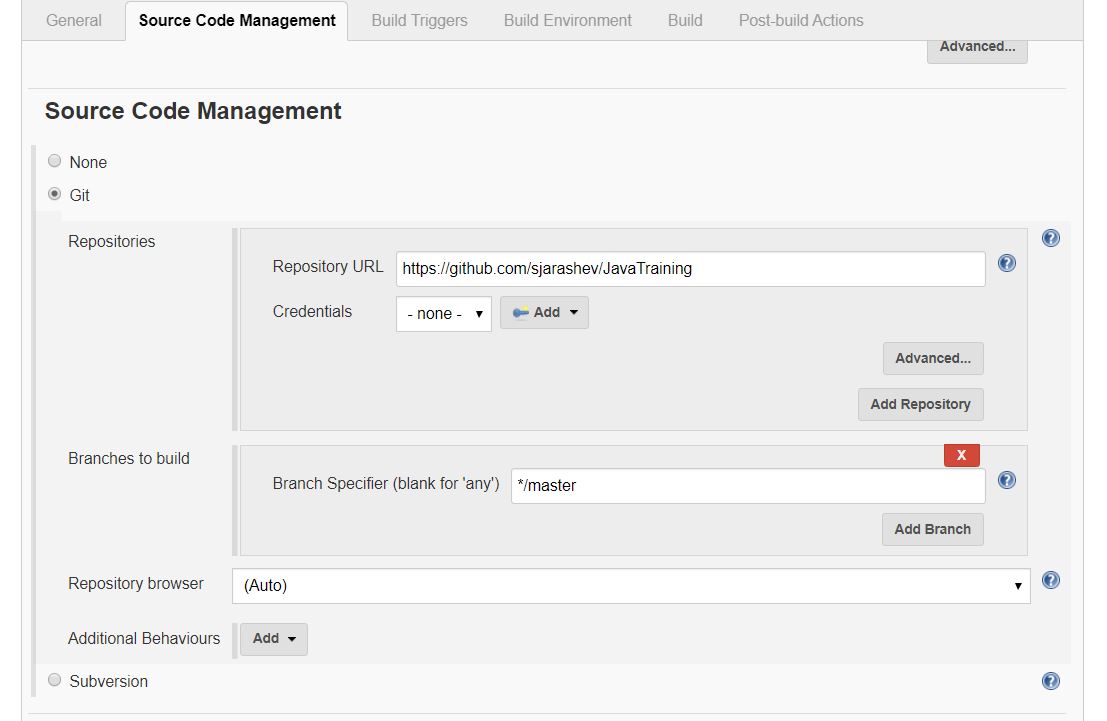 General Source Code Management Build Triggers Build Environment Build Post-build Actions
Advanced...
Source Code Management
None
Git
Repositories
Repository URL https://github.com/sjarashev/JavaTraining
Credentials - none - Add
Advanced...
Add Repository
Branches to build
X
Branch Specifier (blank for 'any') */master
Add Branch
Repository browser (Auto)
Additional Behaviours Add
Subversion